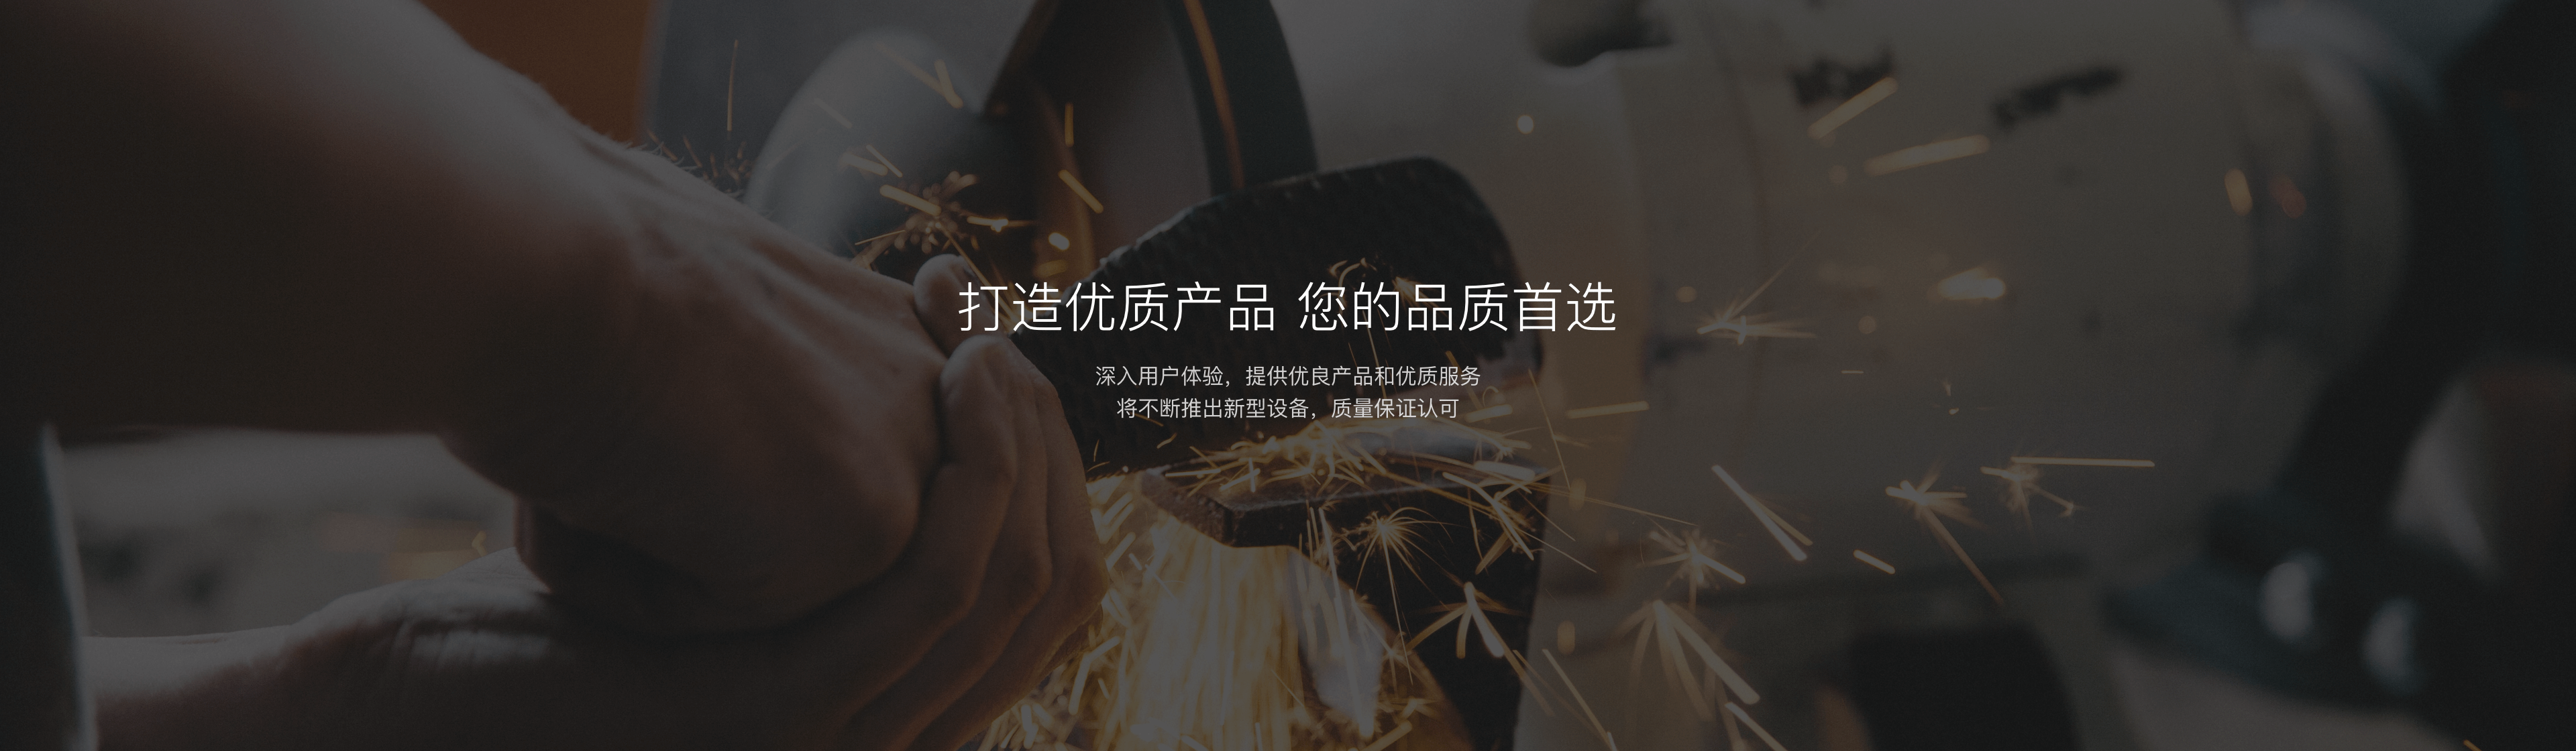 打造优质产品 您的品质首选
深入用户体验，提供优良产品和优质服务
将不断推出新型设备，质量保证认可